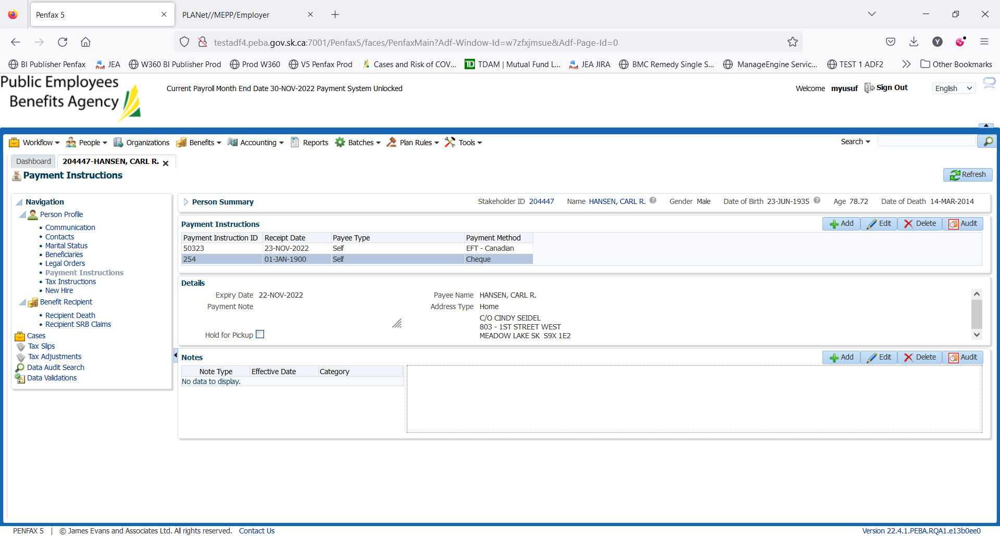 Penfax 5
PLANet//MEPP/Employer
testadf4.peba.gov.sk.ca:7001/Penfax5/faces/PenfaxMain?Adf-Window-Id=w7zfxjmsue&Adf-Page-Id=0
BI Publisher Penfax JEA W360 BI Publisher Prod Prod W360 V5 Penfax Prod Cases and Risk of COV... TDAM | Mutual Fund L... JEA JIRA BMC Remedy Single S... ManageEngine Servic... TEST 1 ADF2 Other Bookmarks
Public Employees
Benefits Agency
Current Payroll Month End Date 30-NOV-2022 Payment System Unlocked
Welcome myusuf Sign Out English
Workflow People Organizations Benefits Accounting Reports Batches Plan Rules Tools Search
Dashboard 204447-HANSEN, CARL R.
Payment Instructions
Refresh
Navigation
Person Profile
Communication
Contacts
Marital Status
Beneficiaries
Legal Orders
Payment Instructions
Tax Instructions
New Hire
Benefit Recipient
Recipient Death
Recipient SRB Claims
Cases
Tax Slips
Tax Adjustments
Data Audit Search
Data Validations
Person Summary Stakeholder ID 204447 Name HANSEN, CARL R. Gender Male Date of Birth 23-JUN-1935 Age 78.72 Date of Death 14-MAR-2014
Payment Instructions Add Edit Delete Audit
Payment Instruction ID Receipt Date Payee Type Payment Method
50323 23-NOV-2022 Self EFT - Canadian
254 01-JAN-1900 Self Cheque
Details
Expiry Date 22-NOV-2022 Payee Name HANSEN, CARL R.
Payment Note Address Type Home
C/O CINDY SEIDEL
803 - 1ST STREET WEST
Hold for Pickup MEADOW LAKE SK S9X 1E2
Notes Add Edit Delete Audit
Note Type Effective Date Category
No data to display.
PENFAX 5 | © James Evans and Associates Ltd. All rights reserved. Contact Us Version 22.4.1.PEBA.RQA1.e13b0ee0